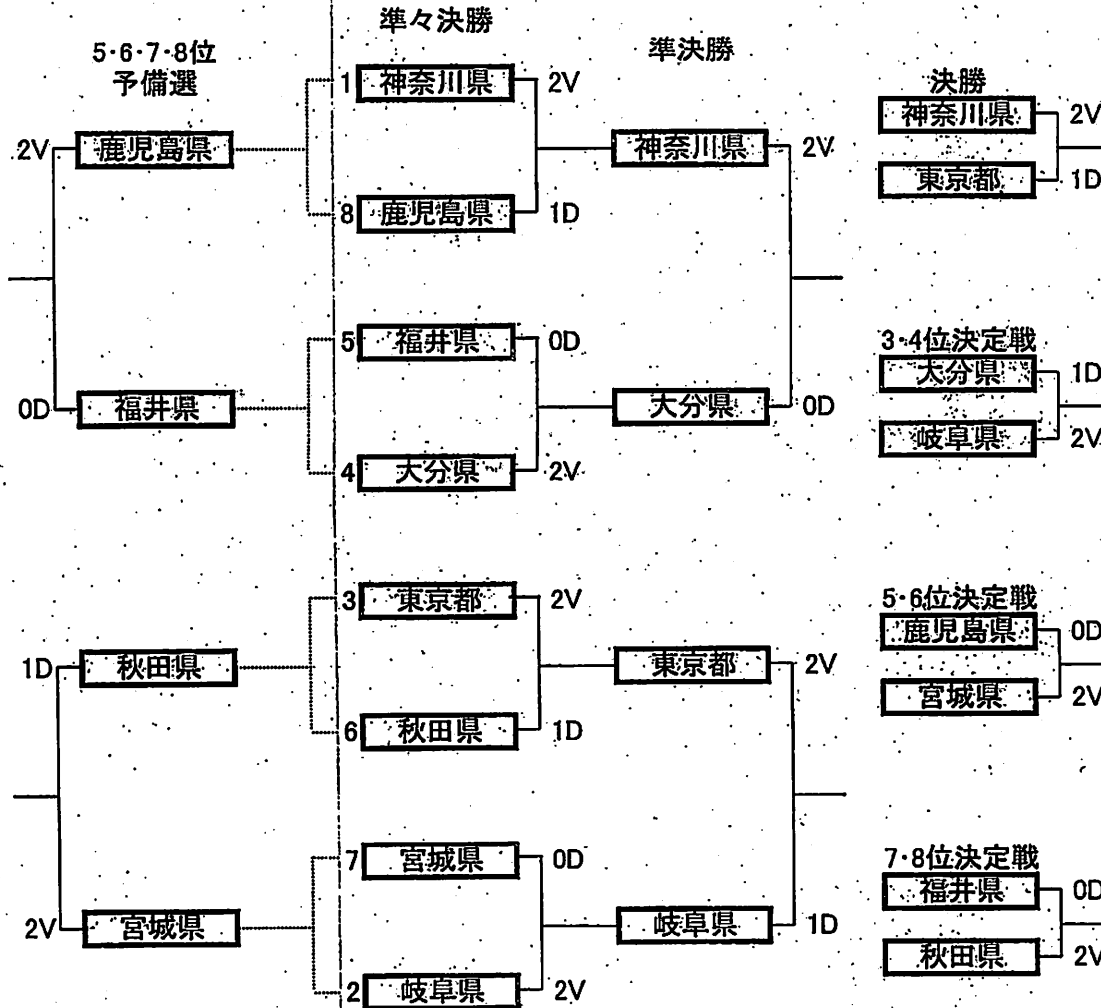 5・6・7・8位
予備選
2V
鹿児島県
0D
福井県
1D
秋田県
2V
宮城県
準々決勝
1 神奈川県 2V
8 鹿児島県 1D
5 福井県 0D
4 大分県 2V
3 東京都 2V
6 秋田県 1D
7 宮城県 0D
2 岐阜県 2V
準決勝
神奈川県 2V
大分県 0D
東京都 2V
岐阜県 1D
決勝
神奈川県 2V
東京都 1D
3・4位決定戦
大分県 1D
岐阜県 2V
5・6位決定戦
鹿児島県 0D
宮城県 2V
7・8位決定戦
福井県 0D
秋田県 2V